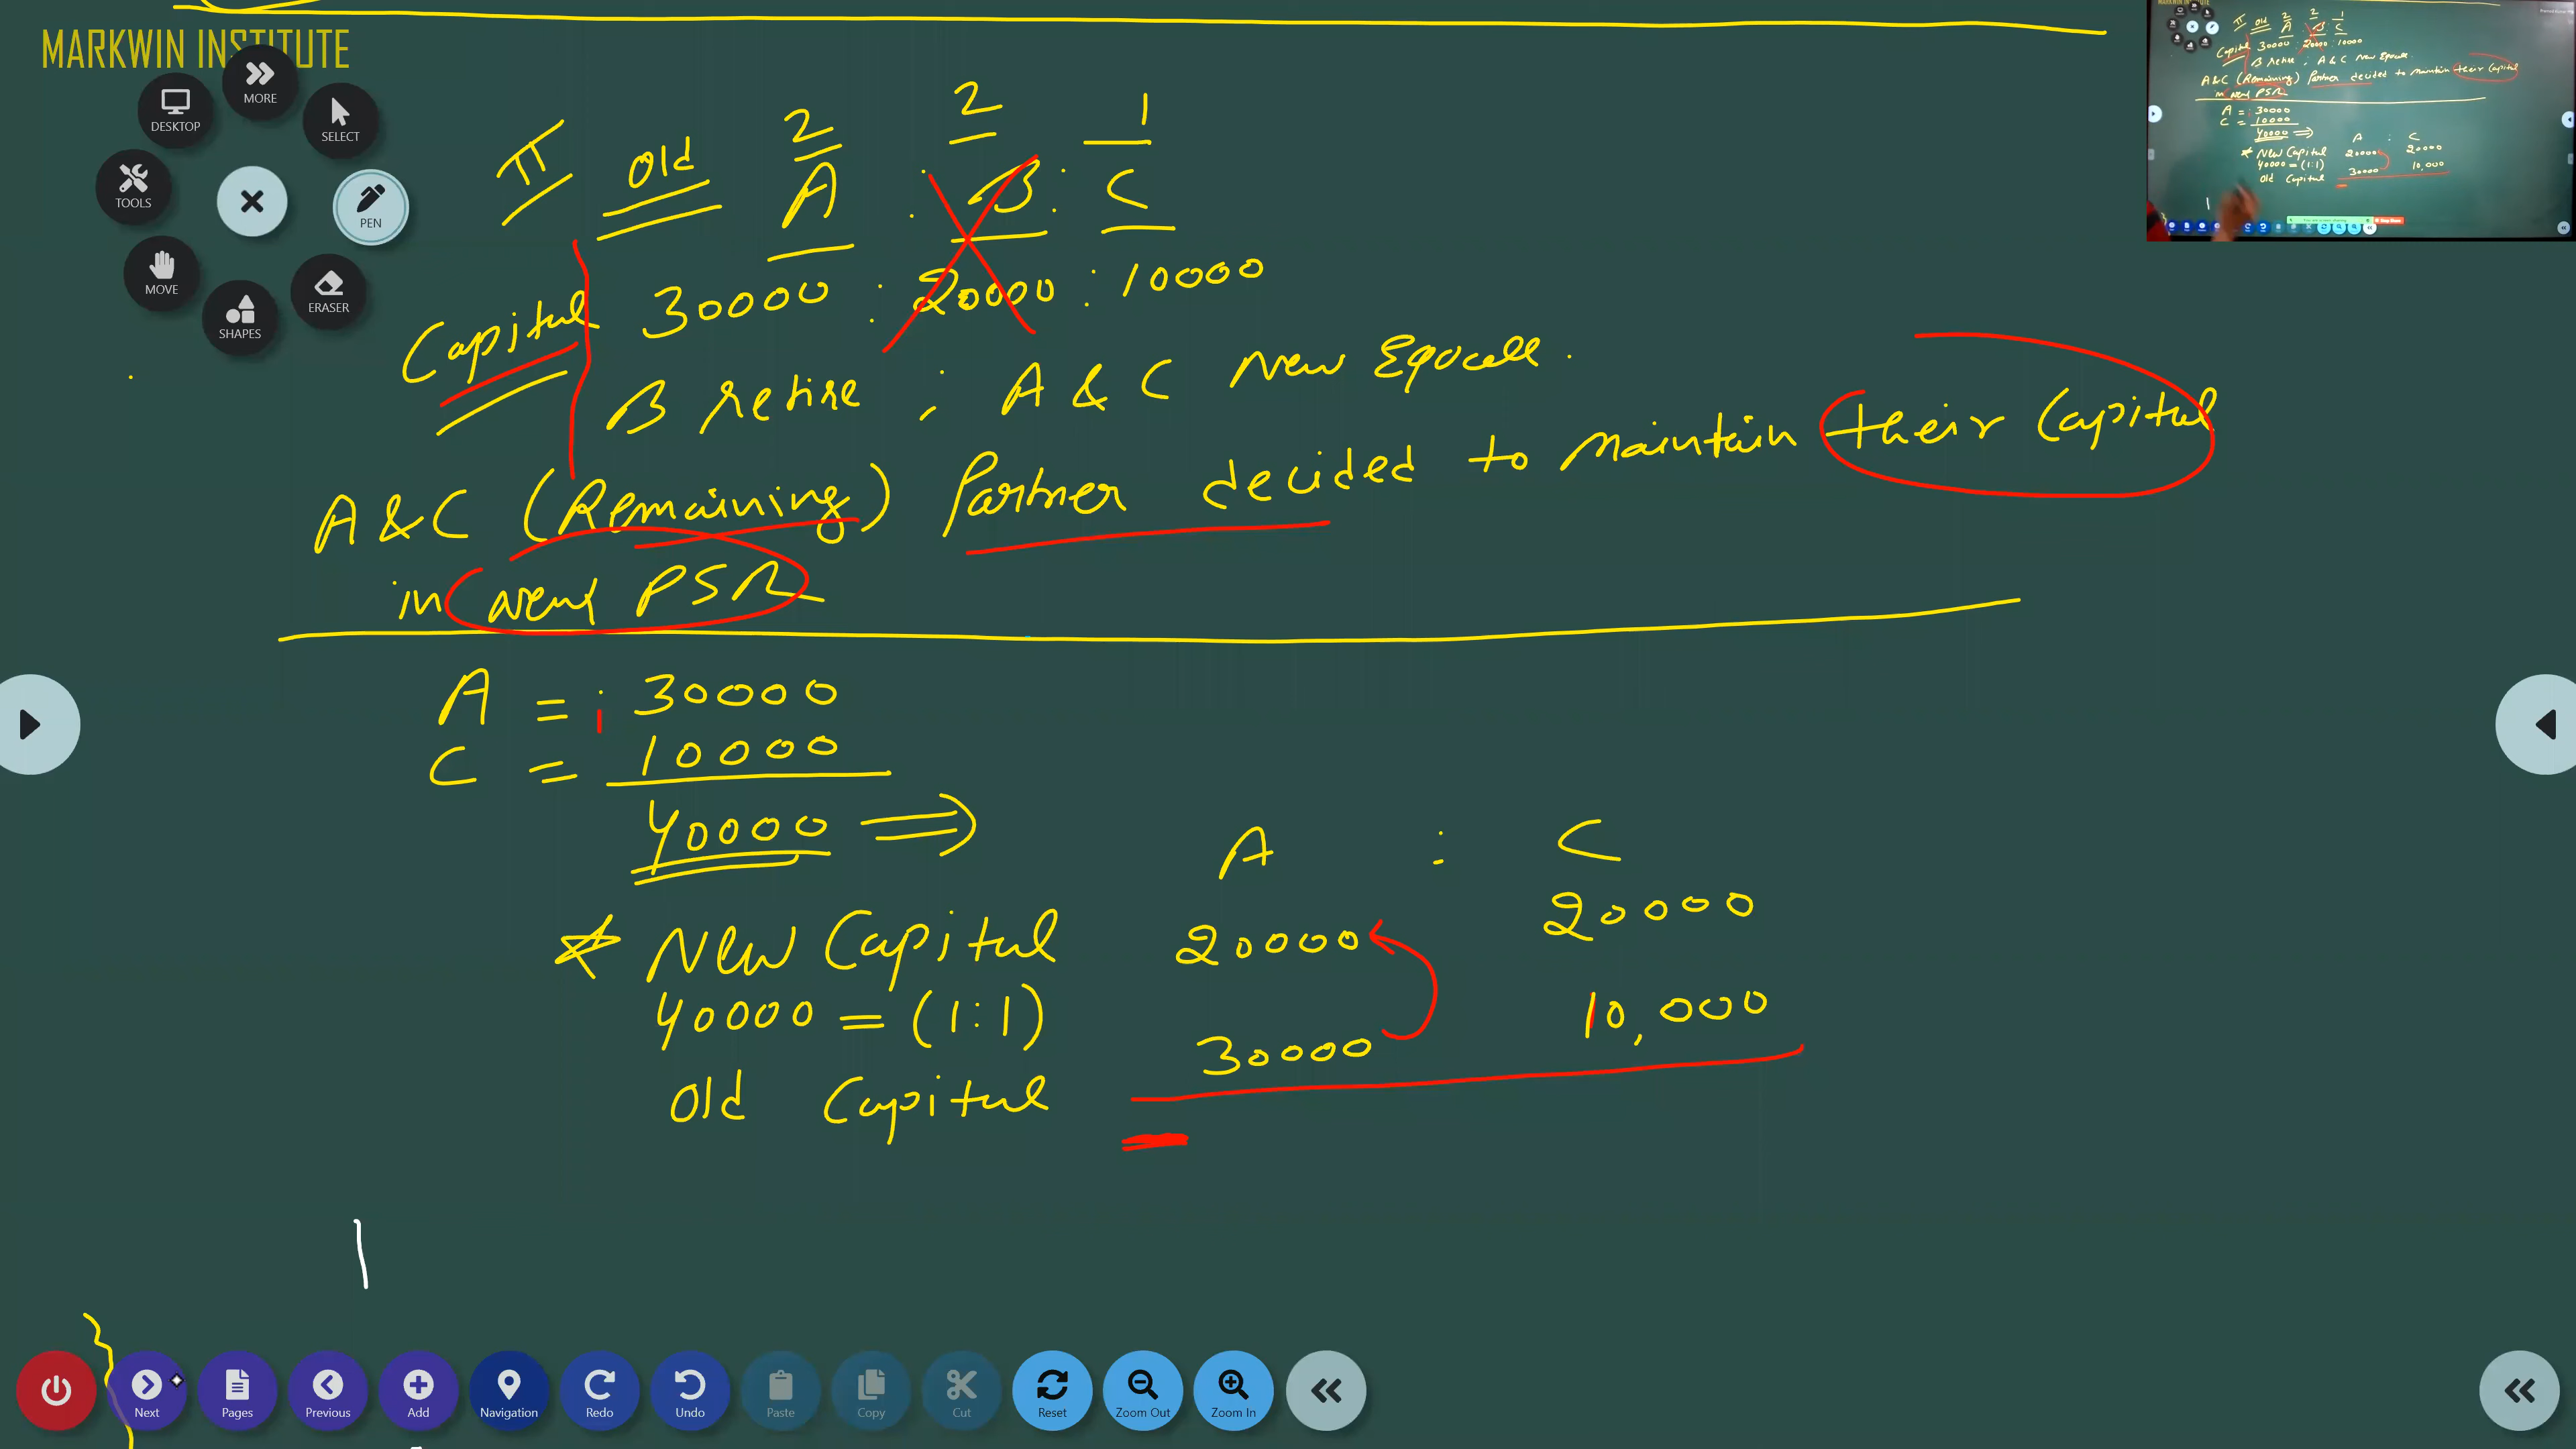 MARKWIN INSTITUTE
MORE
DESKTOP
SELECT
TOOLS
PEN
MOVE
ERASER
SHAPES
2 2 1
II old A : B : C
Capital 30000 : 20000 : 10000
B retire ; A & C New Equall.
A&C (Remaining) Partner decided to maintain their Capital
in new PSR
A = 30000
C = 10000
40000 ⇒
A : C
* New Capital 20000 20000
40000 = (1:1)
Old Capital 30000 10,000
Next
Pages
Previous
Add
Navigation
Redo
Undo
Paste
Copy
Cut
Reset
Zoom Out
Zoom In